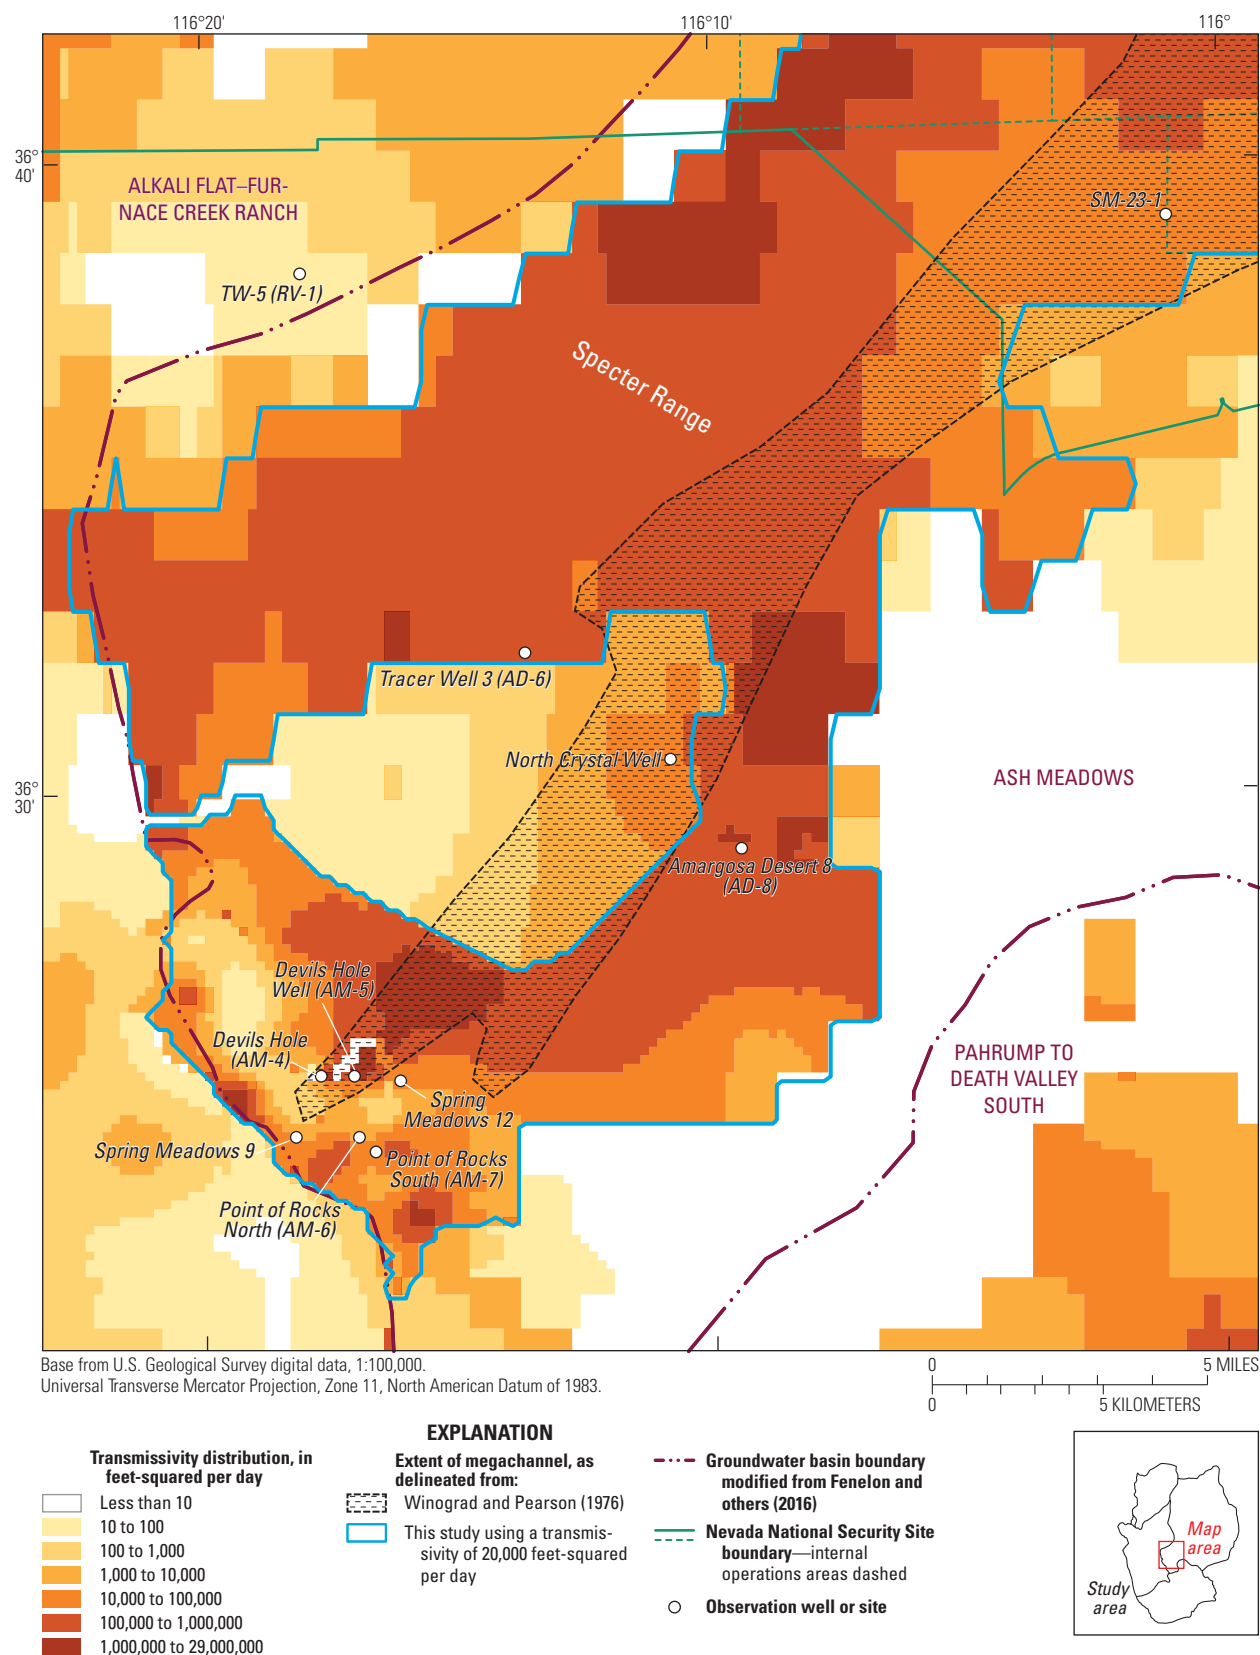 116°20'
116°10'
116°
36°
40'
ALKALI FLAT–FUR-
NACE CREEK RANCH
SM-23-1
TW-5 (RV-1)
Specter Range
Tracer Well 3 (AD-6)
North Crystal Well
36°
30'
ASH MEADOWS
Amargosa Desert 8
(AD-8)
Devils Hole
Well (AM-5)
Devils Hole
(AM-4)
PAHRUMP TO
DEATH VALLEY
SOUTH
Spring
Meadows 12
Spring Meadows 9
Point of Rocks
South (AM-7)
Point of Rocks
North (AM-6)
Base from U.S. Geological Survey digital data, 1:100,000.
Universal Transverse Mercator Projection, Zone 11, North American Datum of 1983.
0
5 MILES
0
5 KILOMETERS
EXPLANATION
Transmissivity distribution, in
feet-squared per day
Less than 10
10 to 100
100 to 1,000
1,000 to 10,000
10,000 to 100,000
100,000 to 1,000,000
1,000,000 to 29,000,000
Extent of megachannel, as
delineated from:
Winograd and Pearson (1976)
This study using a transmis-
sivity of 20,000 feet-squared
per day
Groundwater basin boundary
modified from Fenelon and
others (2016)
Nevada National Security Site
boundary—internal
operations areas dashed
Observation well or site
Map
area
Study
area